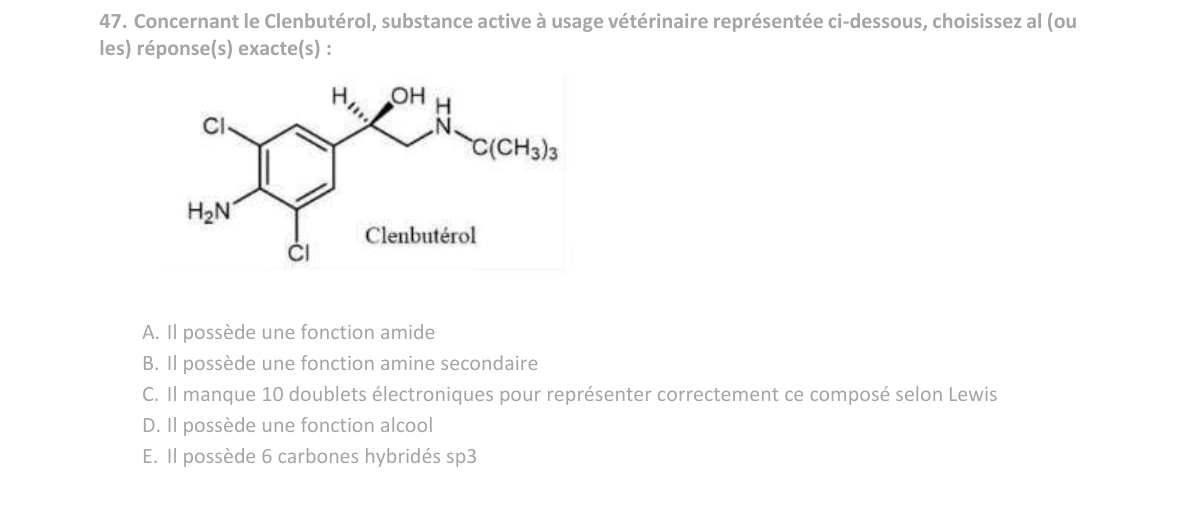 47. Concernant le Clenbutérol, substance active à usage vétérinaire représentée ci-dessous, choisissez al (ou
les) réponse(s) exacte(s) :
H OH H
Cl N
C(CH3)3
H2N
Clenbutérol
Cl
A. Il possède une fonction amide
B. Il possède une fonction amine secondaire
C. Il manque 10 doublets électroniques pour représenter correctement ce composé selon Lewis
D. Il possède une fonction alcool
E. Il possède 6 carbones hybridés sp3